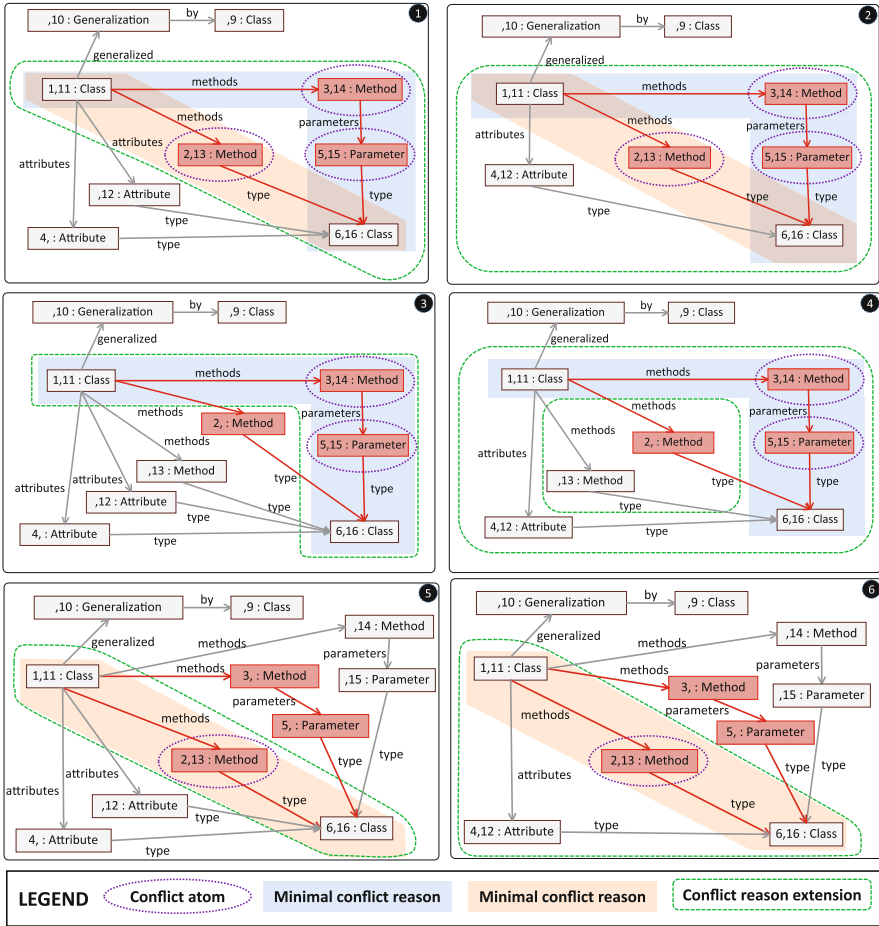 1
,10 : Generalization
by
,9 : Class
generalized
1,11 : Class
methods
3,14 : Method
methods
parameters
attributes
2,13 : Method
5,15 : Parameter
,12 : Attribute
type
type
type
4, : Attribute
type
6,16 : Class
2
,10 : Generalization
by
,9 : Class
generalized
1,11 : Class
methods
3,14 : Method
methods
parameters
attributes
2,13 : Method
5,15 : Parameter
4,12 : Attribute
type
type
type
6,16 : Class
3
,10 : Generalization
by
,9 : Class
generalized
1,11 : Class
methods
3,14 : Method
methods
parameters
2, : Method
methods
5,15 : Parameter
,13 : Method
attributes
attributes
type
type
,12 : Attribute
type
type
4, : Attribute
type
6,16 : Class
4
,10 : Generalization
by
,9 : Class
generalized
1,11 : Class
methods
3,14 : Method
methods
parameters
methods
2, : Method
5,15 : Parameter
attributes
,13 : Method
type
type
type
4,12 : Attribute
type
6,16 : Class
5
,10 : Generalization
by
,9 : Class
generalized
methods
,14 : Method
1,11 : Class
methods
3, : Method
parameters
,15 : Parameter
parameters
methods
5, : Parameter
2,13 : Method
attributes
attributes
type
type
type
,12 : Attribute
type
4, : Attribute
type
6,16 : Class
6
,10 : Generalization
by
,9 : Class
generalized
methods
,14 : Method
1,11 : Class
methods
parameters
3, : Method
,15 : Parameter
parameters
methods
5, : Parameter
2,13 : Method
attributes
type
type
type
4,12 : Attribute
type
6,16 : Class
LEGEND
Conflict atom
Minimal conflict reason
Minimal conflict reason
Conflict reason extension